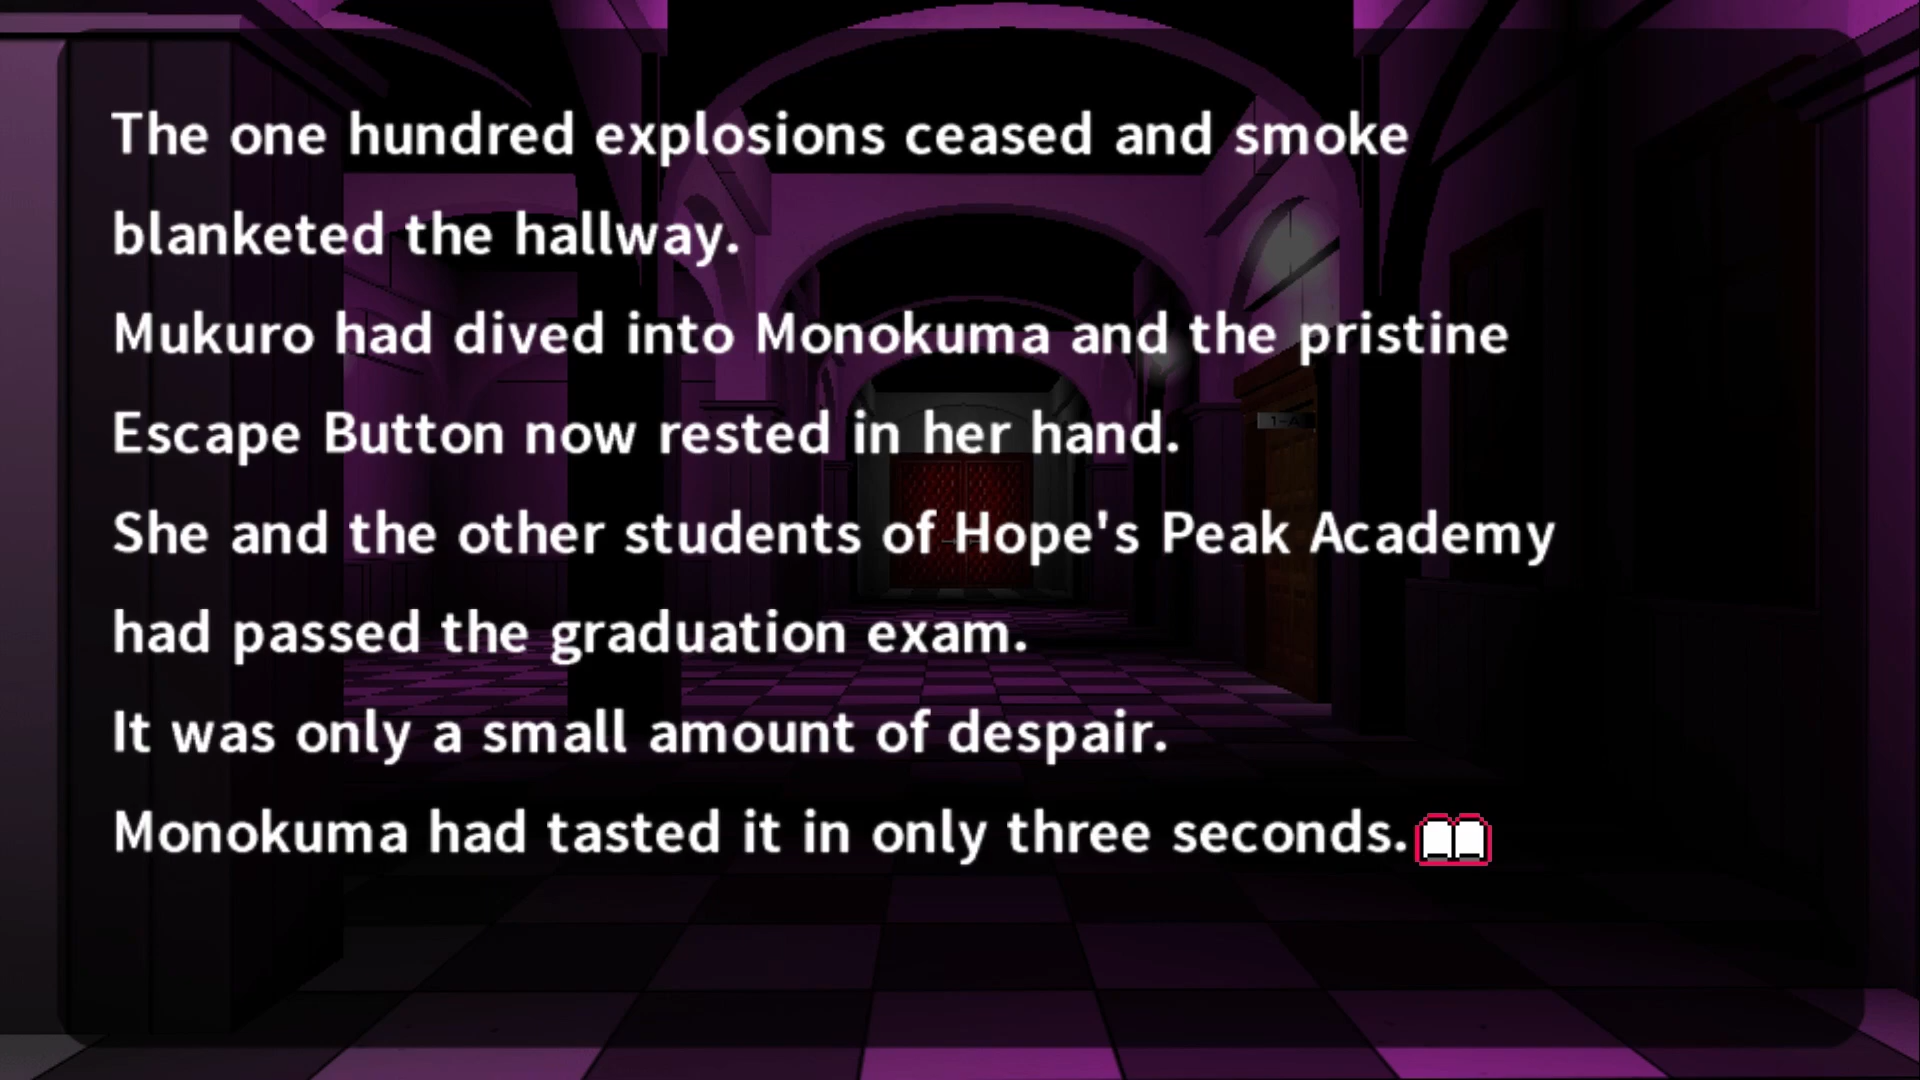 The one hundred explosions ceased and smoke
blanketed the hallway.
Mukuro had dived into Monokuma and the pristine
Escape Button now rested in her hand.
She and the other students of Hope's Peak Academy
had passed the graduation exam.
It was only a small amount of despair.
Monokuma had tasted it in only three seconds.
1-A